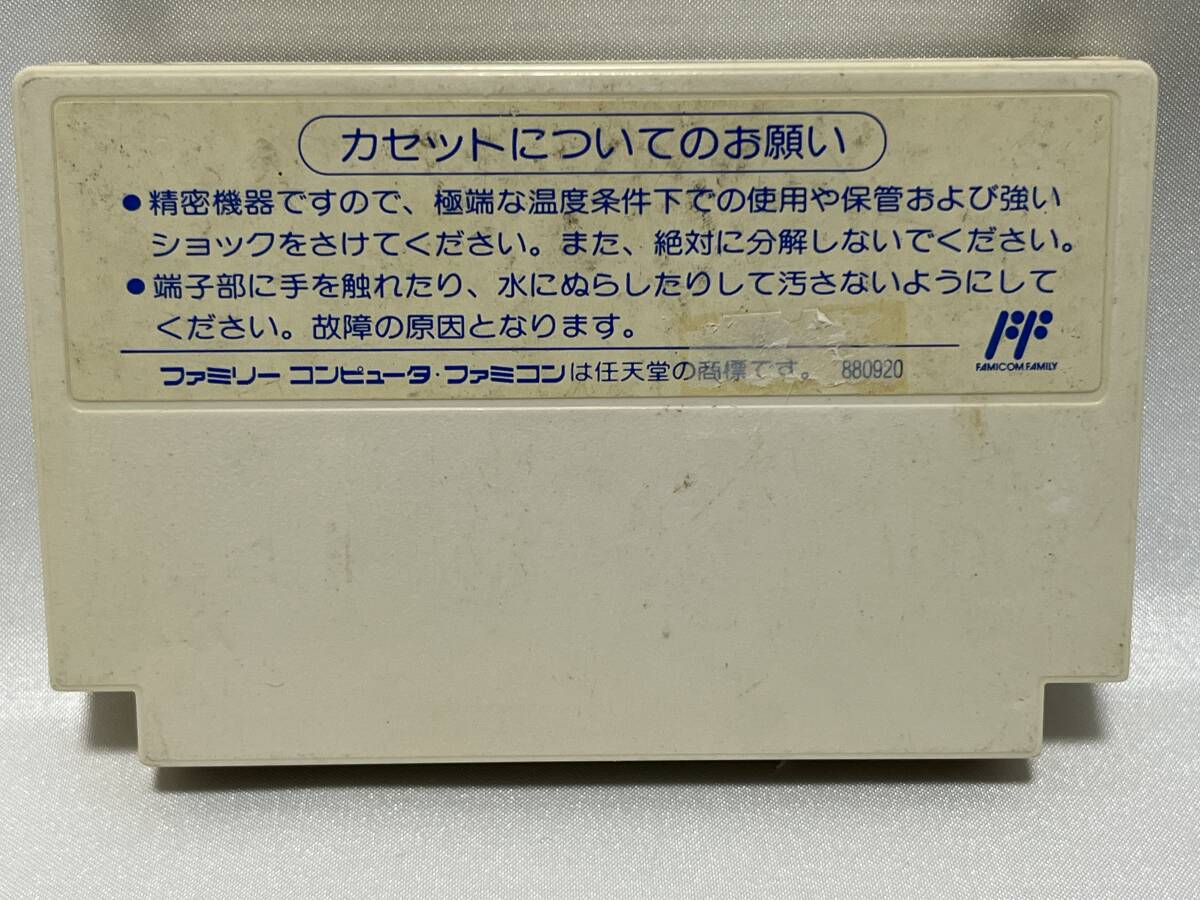 カセットについてのお願い
●精密機器ですので、極端な温度条件下での使用や保管および強い
ショックをさけてください。また、絶対に分解しないでください。
●端子部に手を触れたり、水にぬらしたりして汚さないようにして
ください。故障の原因となります。
ファミリー コンピュータ・ファミコンは任天堂の商標です。 880920
FAMICOM FAMILY